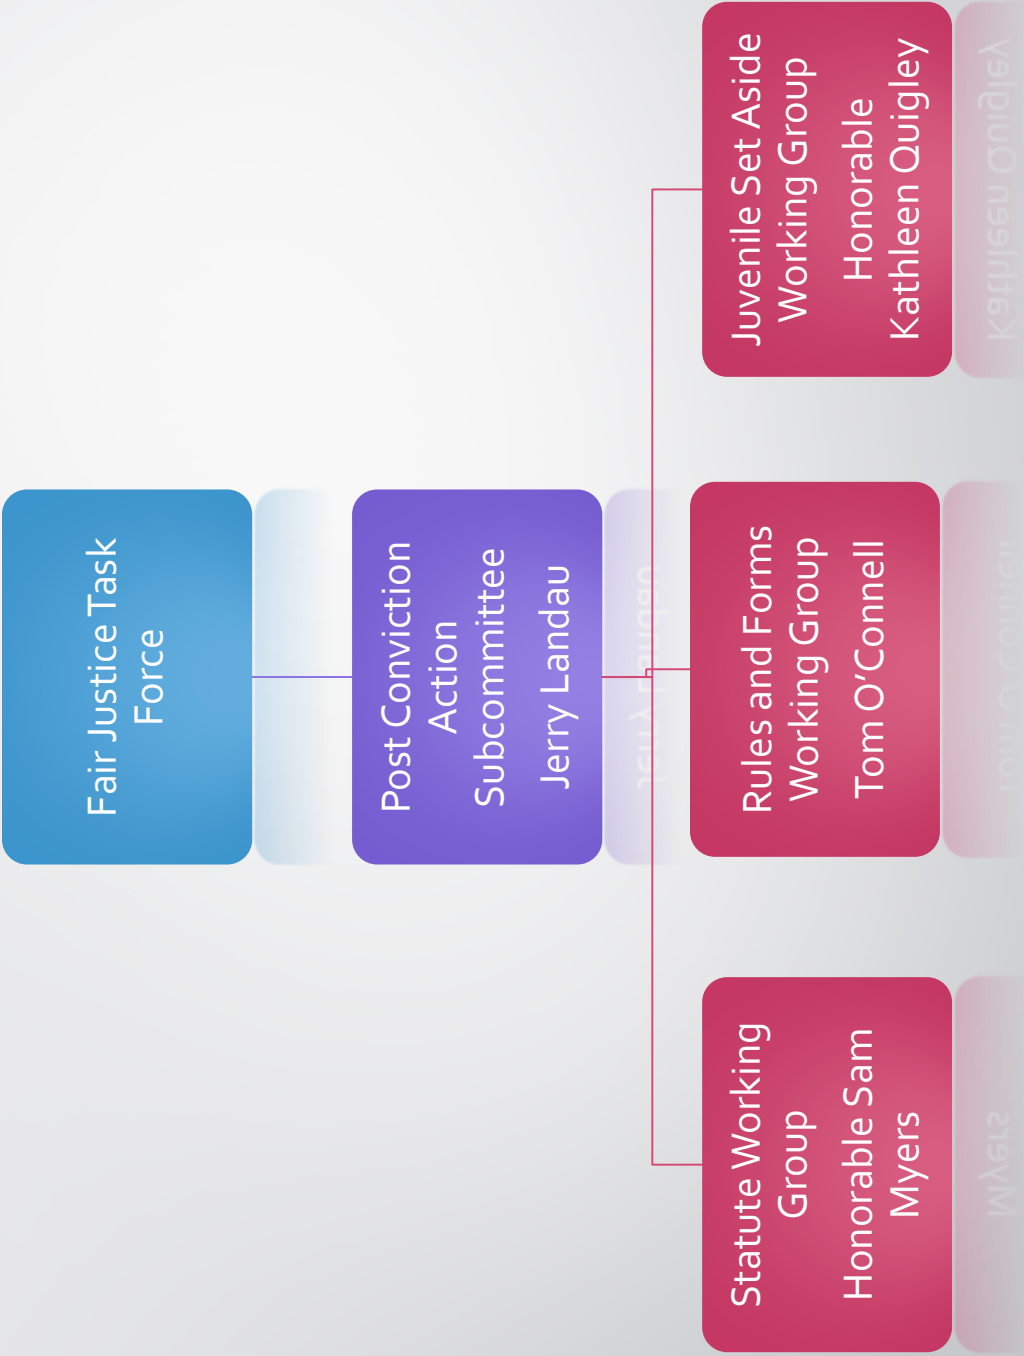 Fair Justice Task
Force
Post Conviction
Action
Subcommittee
Jerry Landau
Statute Working
Group
Honorable Sam
Myers
Rules and Forms
Working Group
Tom O’Connell
Juvenile Set Aside
Working Group
Honorable
Kathleen Quigley